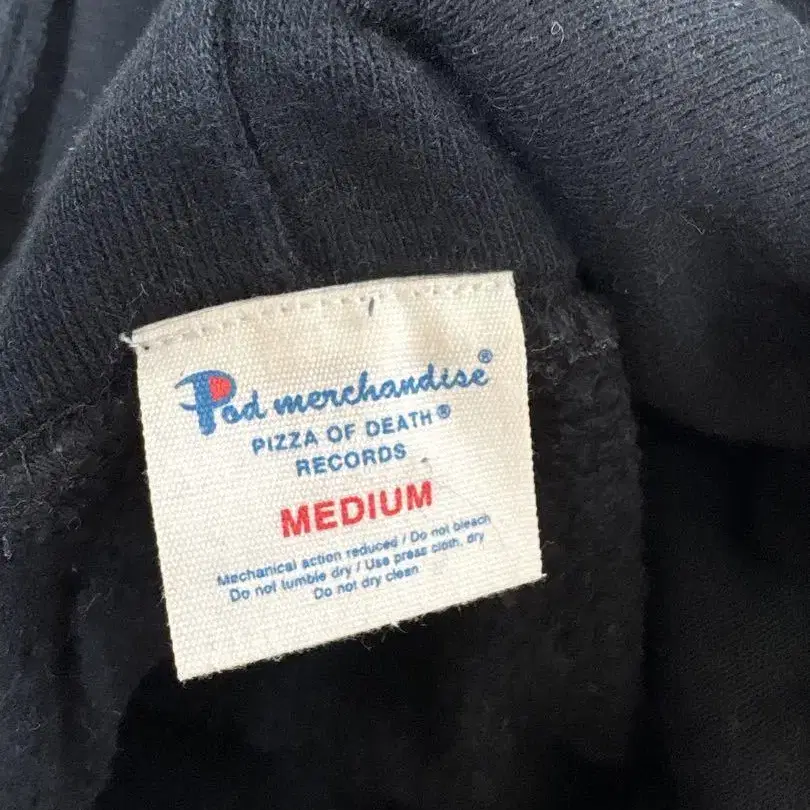 Pod merchandise®
PIZZA OF DEATH®
RECORDS
MEDIUM
Mechanical action reduced / Do not bleach
Do not tumble dry / Use press cloth, dry
Do not dry clean